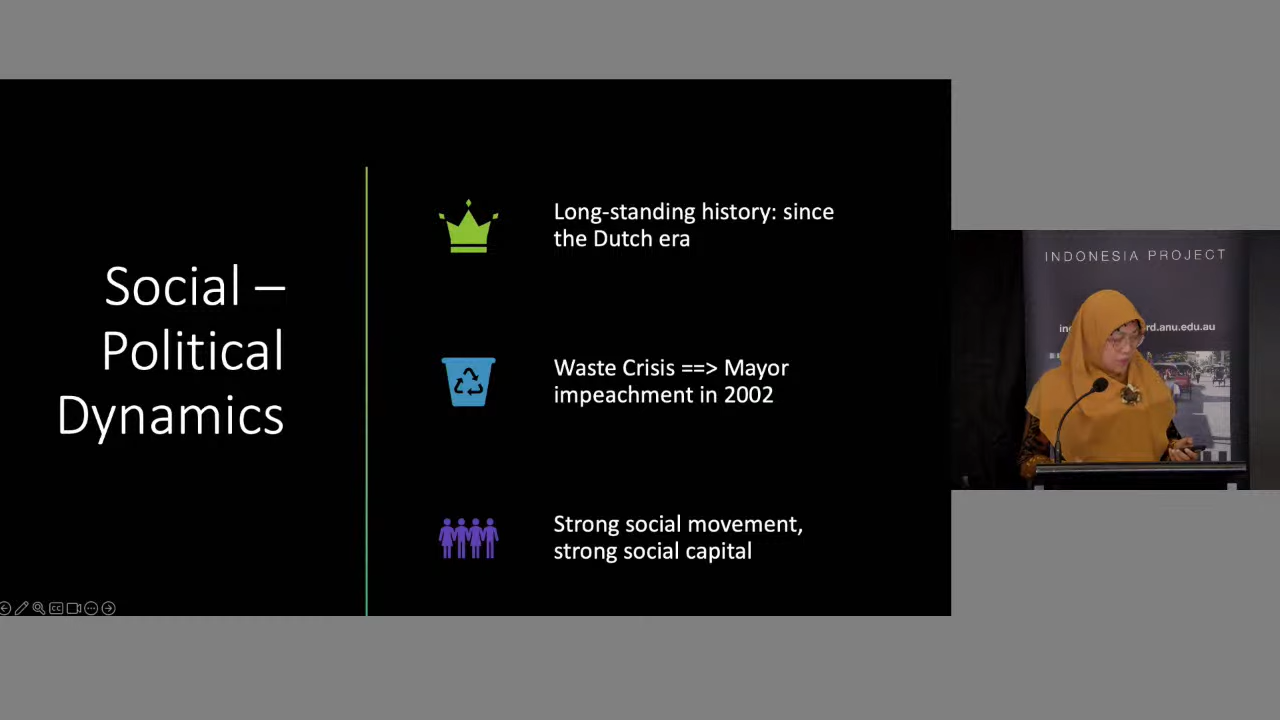 Social –
Political
Dynamics
Long-standing history: since
the Dutch era
Waste Crisis ==> Mayor
impeachment in 2002
Strong social movement,
strong social capital
INDONESIA PROJECT
rd.anu.edu.au